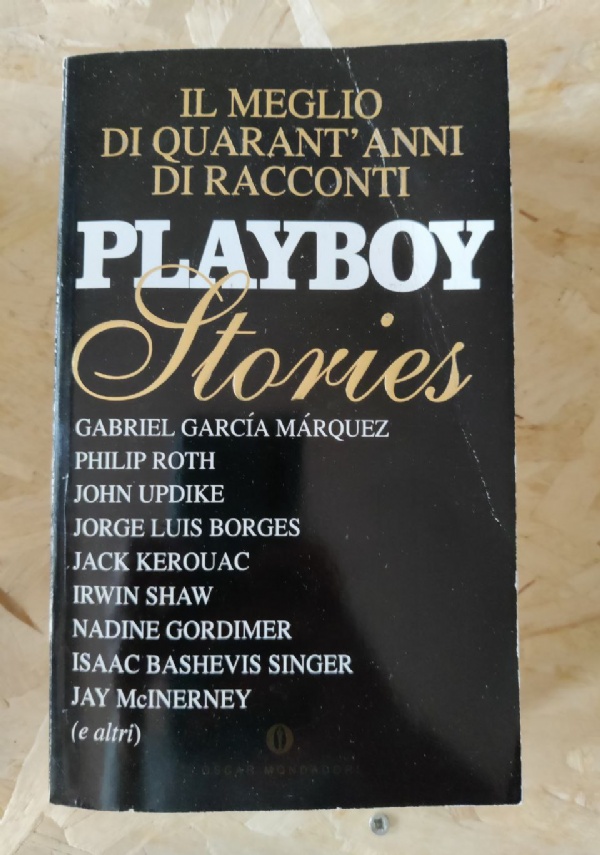 IL MEGLIO
DI QUARANT'ANNI
DI RACCONTI
PLAYBOY
Stories
GABRIEL GARCÍA MÁRQUEZ
PHILIP ROTH
JOHN UPDIKE
JORGE LUIS BORGES
JACK KEROUAC
IRWIN SHAW
NADINE GORDIMER
ISAAC BASHEVIS SINGER
JAY McINERNEY
(e altri)
OSCAR MONDADORI